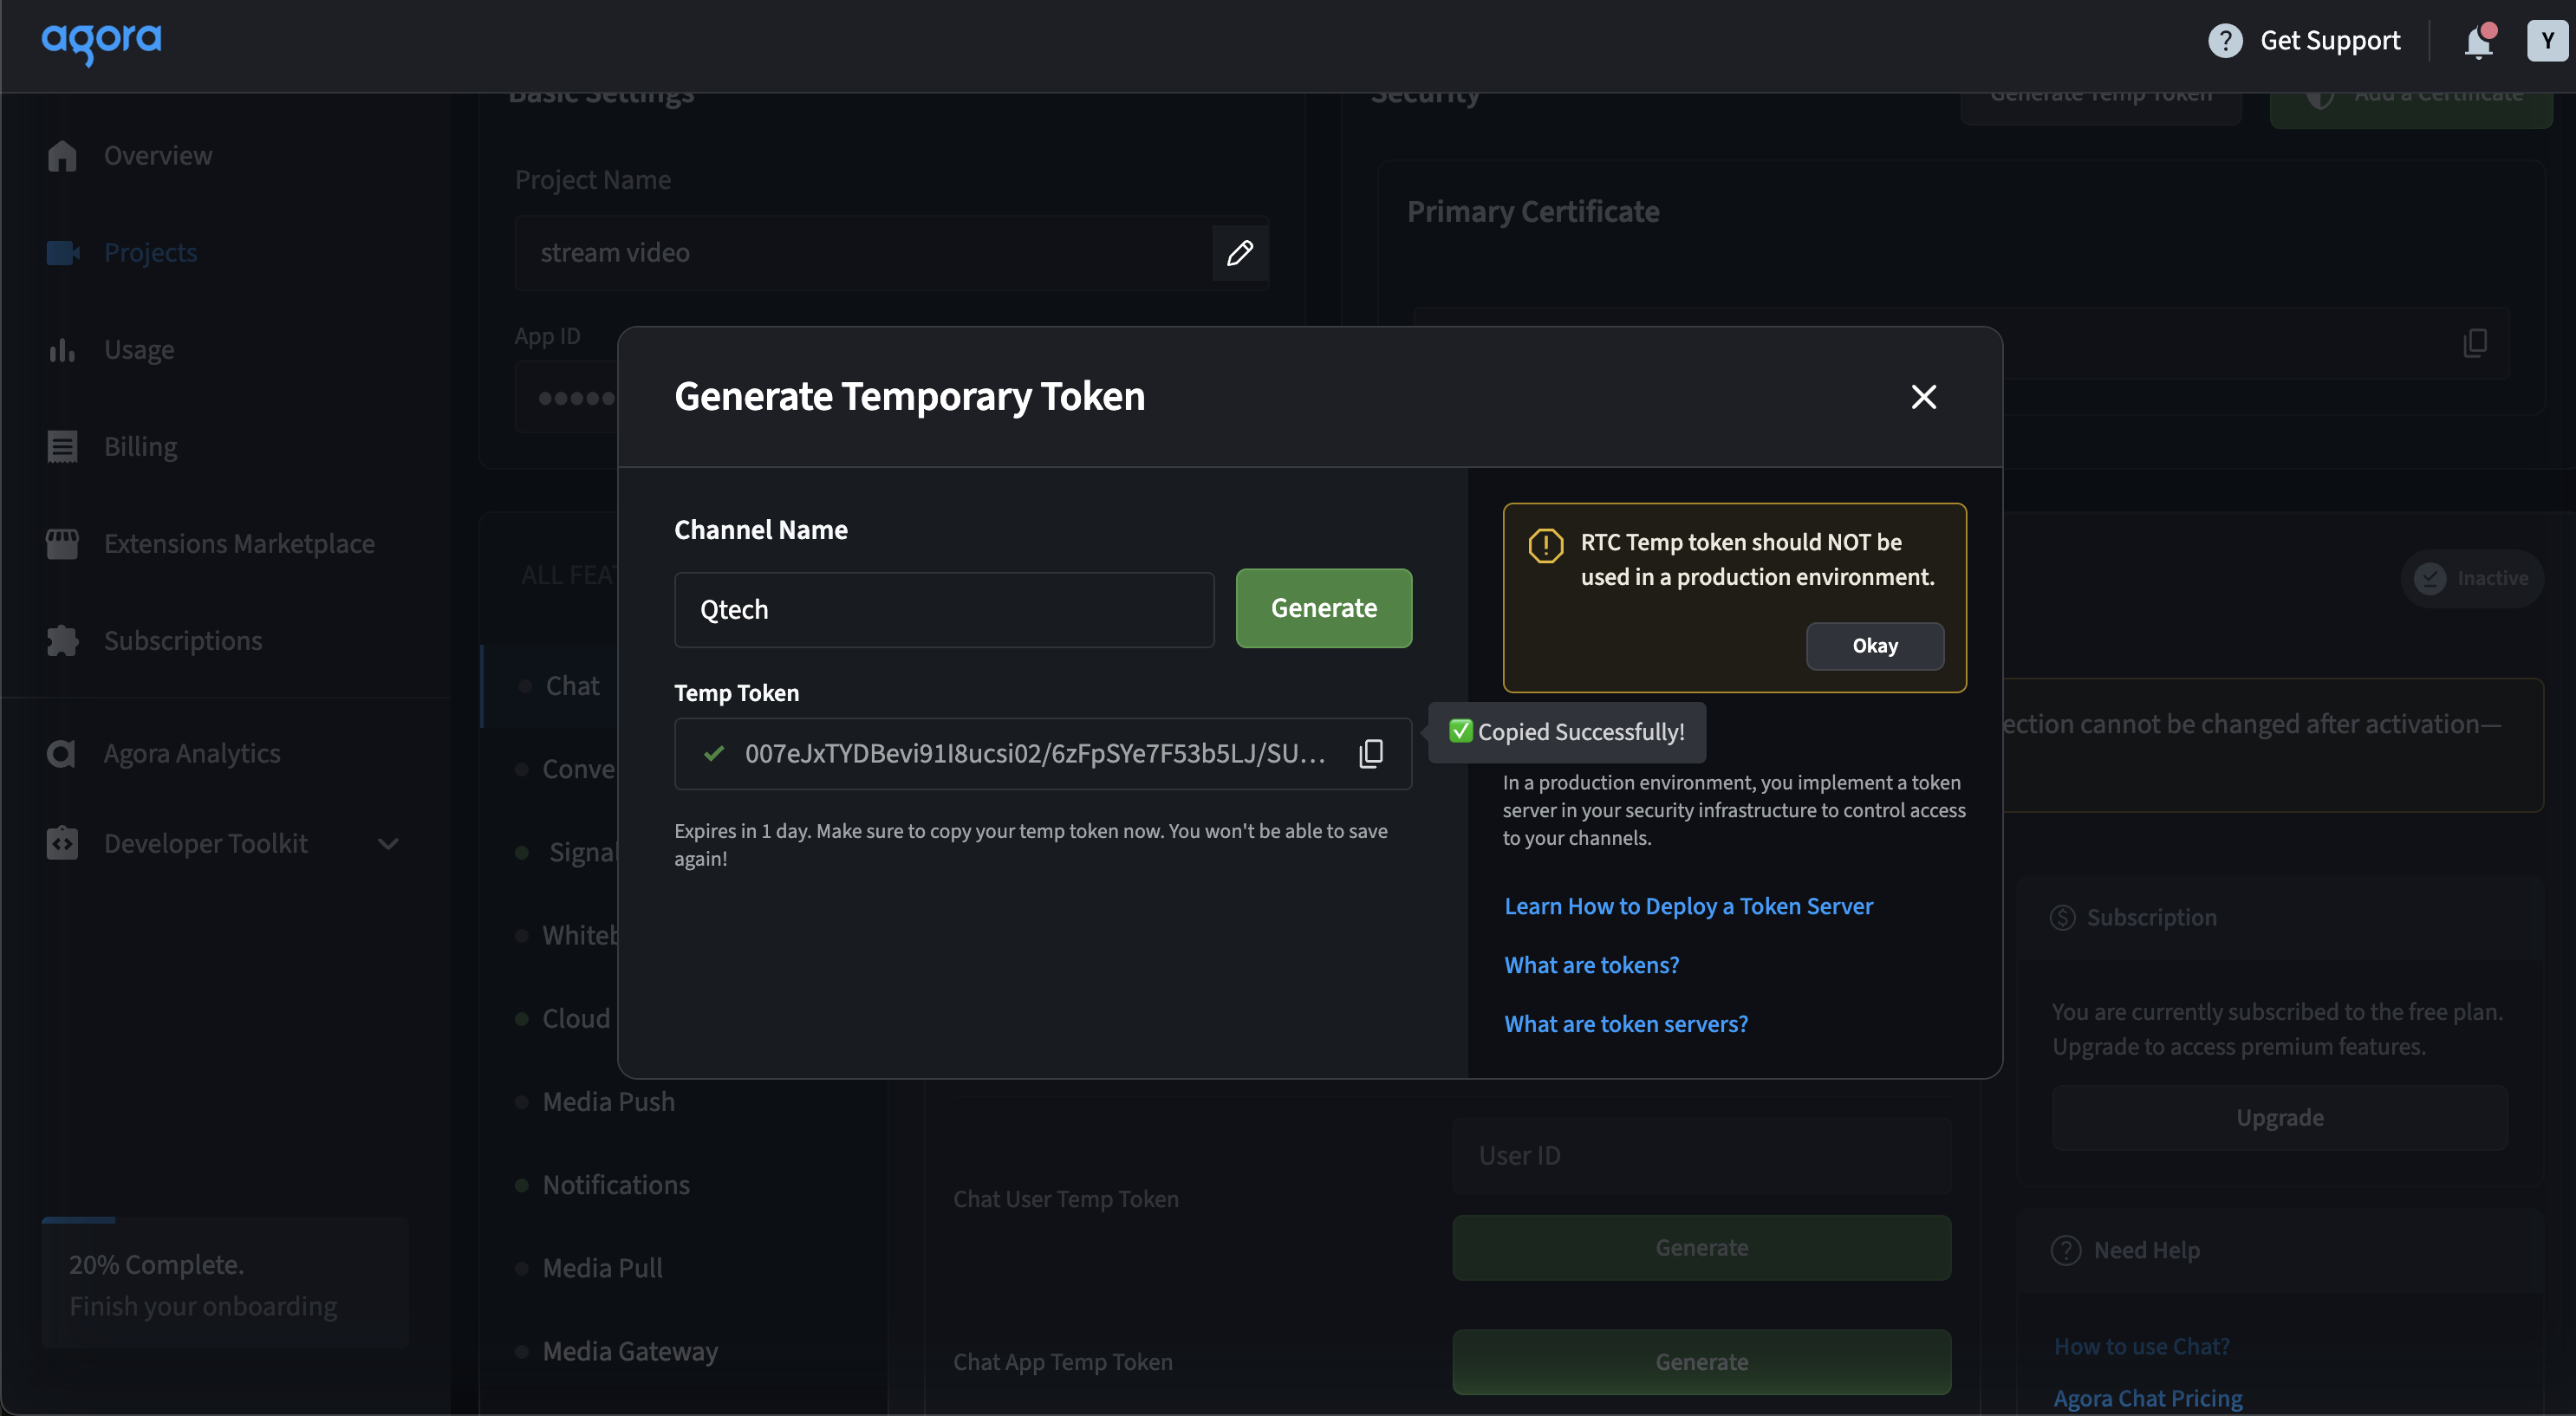 agora
Get Support
Y
Basic Settings
Security
Generate Temp Token
Add a Certificate
Overview
Projects
Usage
Billing
Extensions Marketplace
Subscriptions
Agora Analytics
Developer Toolkit
20% Complete.
Finish your onboarding
Project Name
stream video
App ID
Primary Certificate
ALL FEAT
Chat
Conve
Signal
Whiteb
Cloud
Media Push
Notifications
Media Pull
Media Gateway
Generate Temporary Token
Channel Name
Qtech
Generate
Temp Token
007eJxTYDBevi91I8ucsi02/6zFpSYe7F53b5LJ/SU...
Expires in 1 day. Make sure to copy your temp token now. You won't be able to save
again!
RTC Temp token should NOT be
used in a production environment.
Okay
✅ Copied Successfully!
In a production environment, you implement a token
server in your security infrastructure to control access
to your channels.
Learn How to Deploy a Token Server
What are tokens?
What are token servers?
Inactive
ection cannot be changed after activation—
Subscription
You are currently subscribed to the free plan.
Upgrade to access premium features.
Upgrade
User ID
Chat User Temp Token
Generate
Chat App Temp Token
Generate
Need Help
How to use Chat?
Agora Chat Pricing